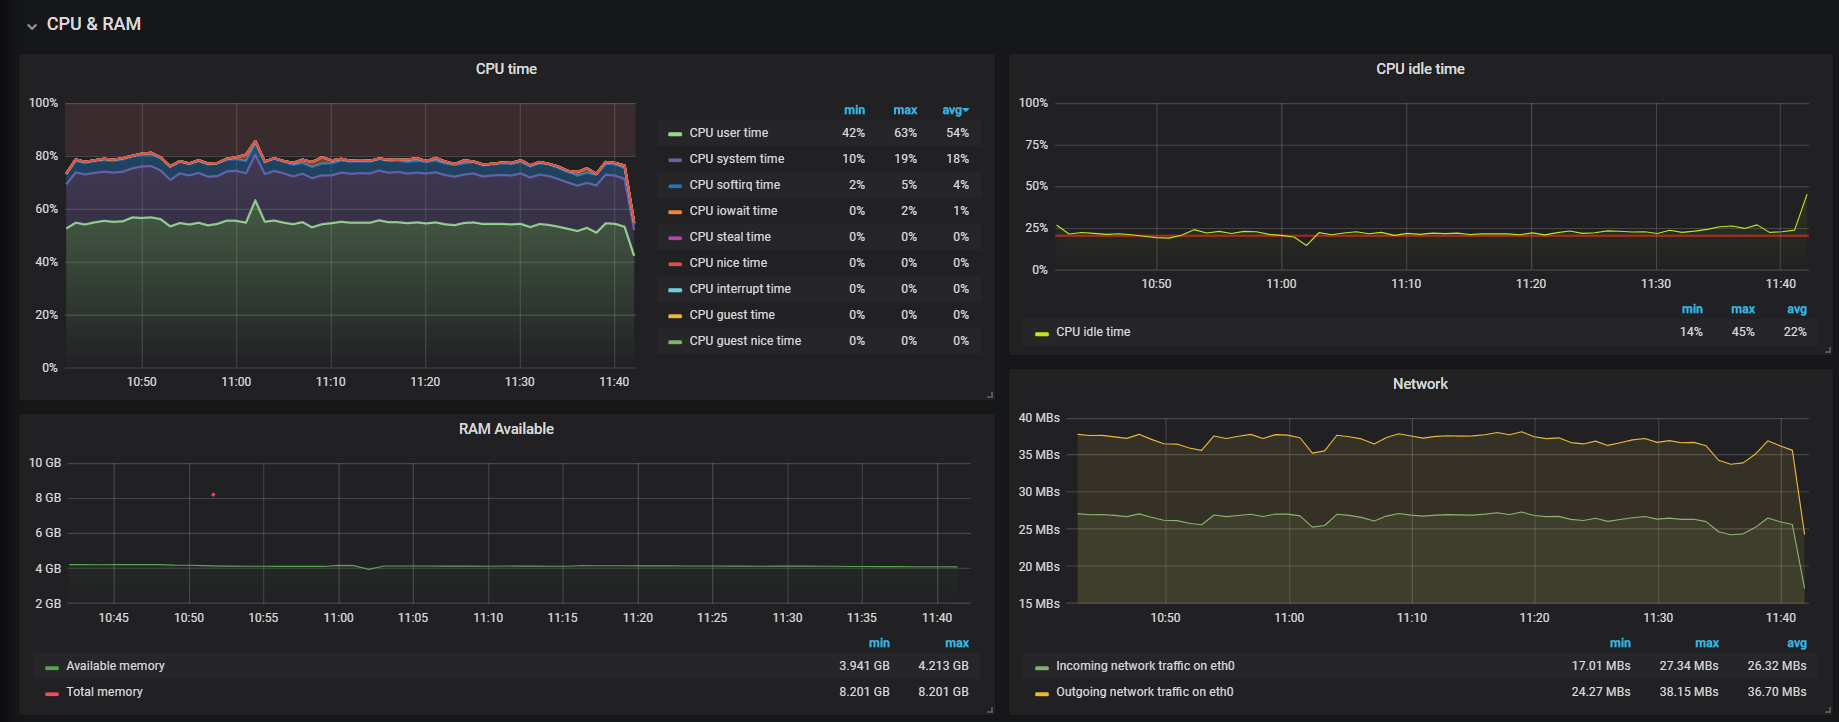 CPU & RAM
CPU time
100%
80%
60%
40%
20%
0%
10:50 11:00 11:10 11:20 11:30 11:40
min max avg
CPU user time 42% 63% 54%
CPU system time 10% 19% 18%
CPU softirq time 2% 5% 4%
CPU iowait time 0% 2% 1%
CPU steal time 0% 0% 0%
CPU nice time 0% 0% 0%
CPU interrupt time 0% 0% 0%
CPU guest time 0% 0% 0%
CPU guest nice time 0% 0% 0%
CPU idle time
100%
75%
50%
25%
0%
10:50 11:00 11:10 11:20 11:30 11:40
min max avg
CPU idle time 14% 45% 22%
RAM Available
10 GB
8 GB
6 GB
4 GB
2 GB
10:45 10:50 10:55 11:00 11:05 11:10 11:15 11:20 11:25 11:30 11:35 11:40
min max
Available memory 3.941 GB 4.213 GB
Total memory 8.201 GB 8.201 GB
Network
40 MBs
35 MBs
30 MBs
25 MBs
20 MBs
15 MBs
10:50 11:00 11:10 11:20 11:30 11:40
min max avg
Incoming network traffic on eth0 17.01 MBs 27.34 MBs 26.32 MBs
Outgoing network traffic on eth0 24.27 MBs 38.15 MBs 36.70 MBs